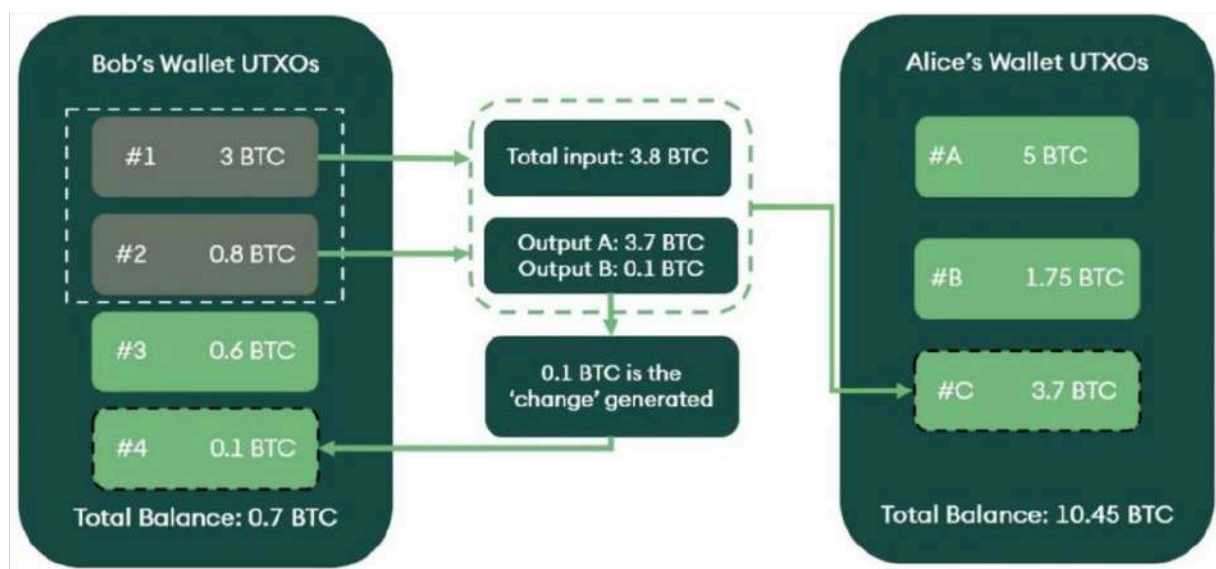 Bob's Wallet UTXOs
#1 3 BTC
#2 0.8 BTC
#3 0.6 BTC
#4 0.1 BTC
Total Balance: 0.7 BTC
Total input: 3.8 BTC
Output A: 3.7 BTC
Output B: 0.1 BTC
0.1 BTC is the
'change' generated
Alice's Wallet UTXOs
#A 5 BTC
#B 1.75 BTC
#C 3.7 BTC
Total Balance: 10.45 BTC